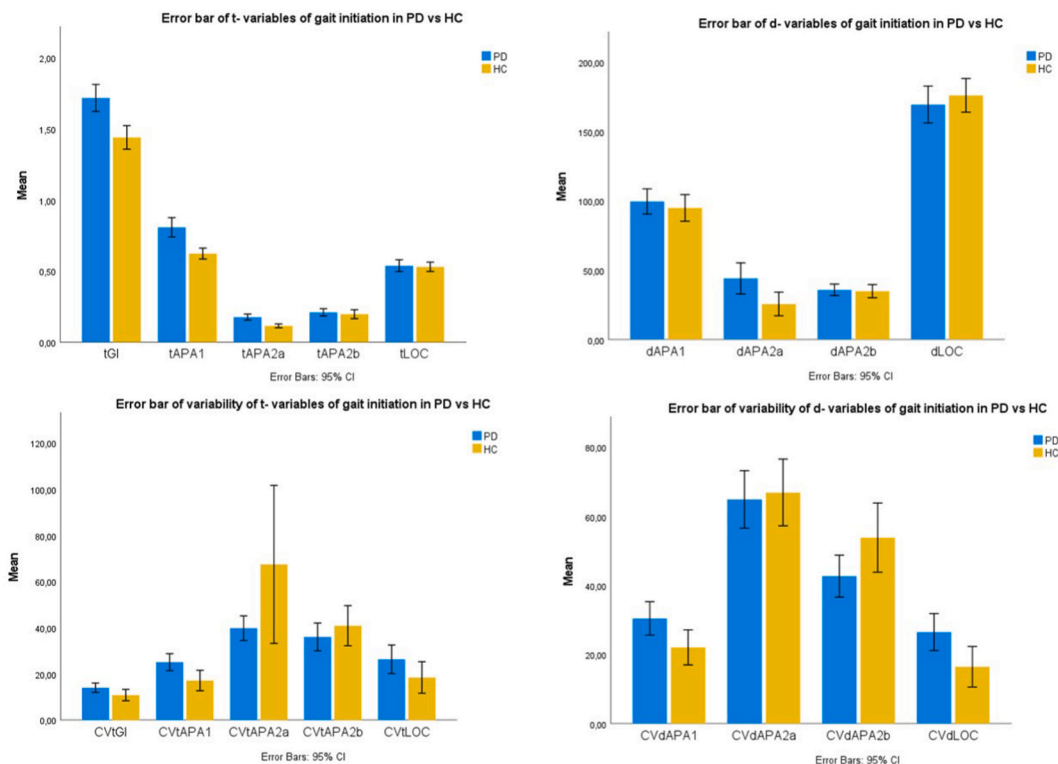 Error bar of t- variables of gait initiation in PD vs HC
PD
HC
2,00
1,50
1,00
0,50
0,00
Mean
tGI tAPA1 tAPA2a tAPA2b tLOC
Error Bars: 95% CI
Error bar of d- variables of gait initiation in PD vs HC
PD
HC
200,00
150,00
100,00
50,00
0,00
Mean
dAPA1 dAPA2a dAPA2b dLOC
Error Bars: 95% CI
Error bar of variability of t- variables of gait initiation in PD vs HC
PD
HC
120,00
100,00
80,00
60,00
40,00
20,00
0,00
Mean
CVtGI CVtAPA1 CVtAPA2a CVtAPA2b CVtLOC
Error Bars: 95% CI
Error bar of variability of d- variables of gait initiation in PD vs HC
PD
HC
80,00
60,00
40,00
20,00
0,00
Mean
CVdAPA1 CVdAPA2a CVdAPA2b CVdLOC
Error Bars: 95% CI